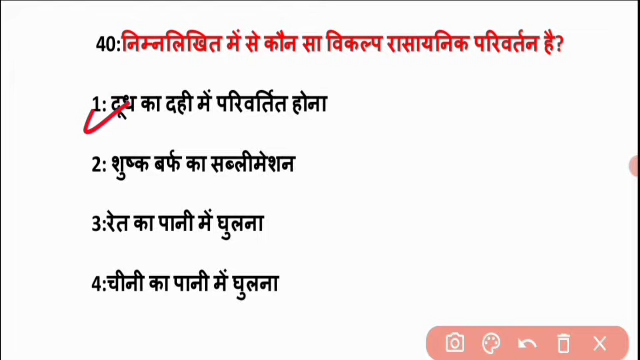 40:निम्नलिखित में से कौन सा विकल्प रासायनिक परिवर्तन है?
1: दूध का दही में परिवर्तित होना
2: शुष्क बर्फ का सब्लीमेशन
3:रेत का पानी में घुलना
4:चीनी का पानी में घुलना